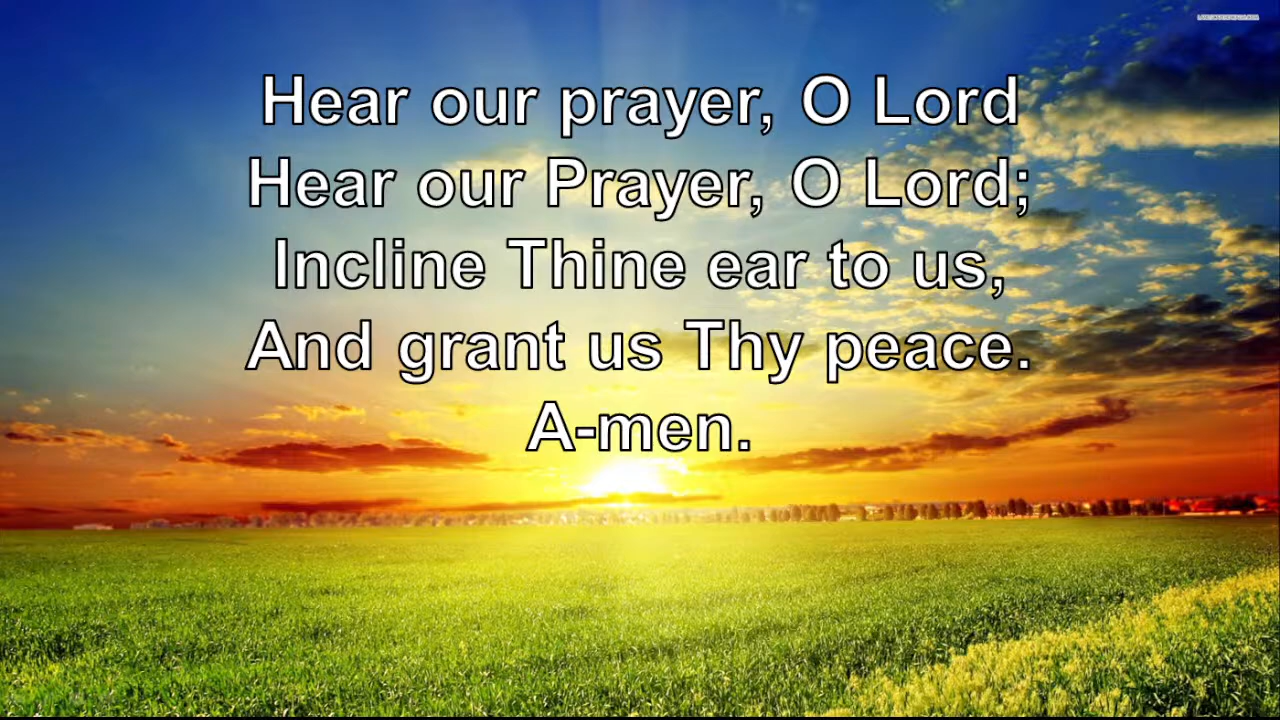 Hear our prayer, O Lord
Hear our Prayer, O Lord;
Incline Thine ear to us,
And grant us Thy peace.
A-men.